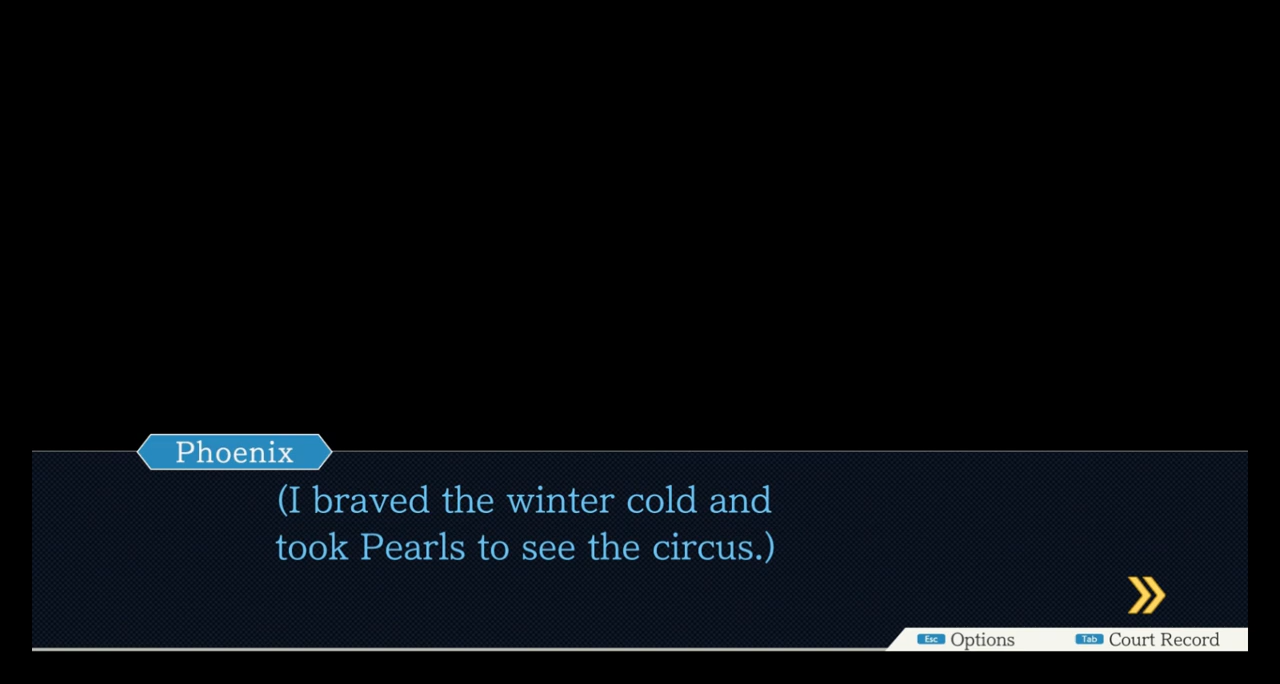 Phoenix
(I braved the winter cold and
took Pearls to see the circus.)
Esc Options Tab Court Record